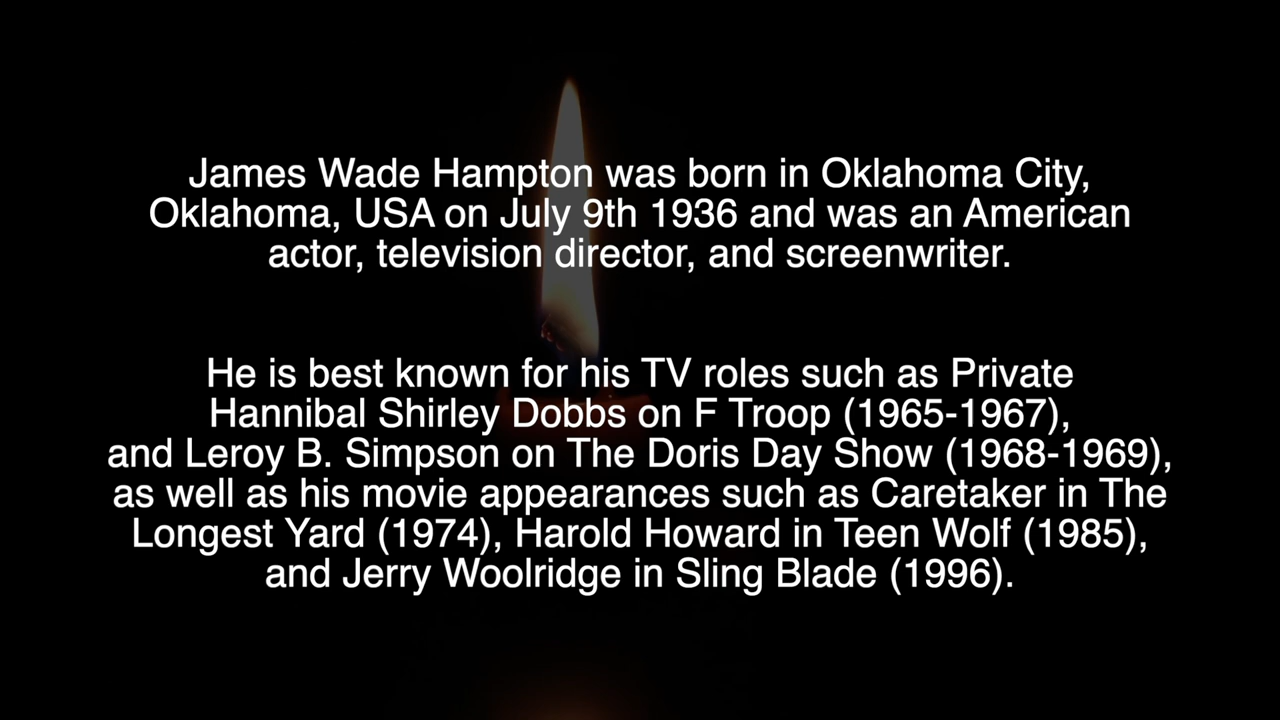 James Wade Hampton was born in Oklahoma City,
Oklahoma, USA on July 9th 1936 and was an American
actor, television director, and screenwriter.
He is best known for his TV roles such as Private
Hannibal Shirley Dobbs on F Troop (1965-1967),
and Leroy B. Simpson on The Doris Day Show (1968-1969),
as well as his movie appearances such as Caretaker in The
Longest Yard (1974), Harold Howard in Teen Wolf (1985),
and Jerry Woolridge in Sling Blade (1996).